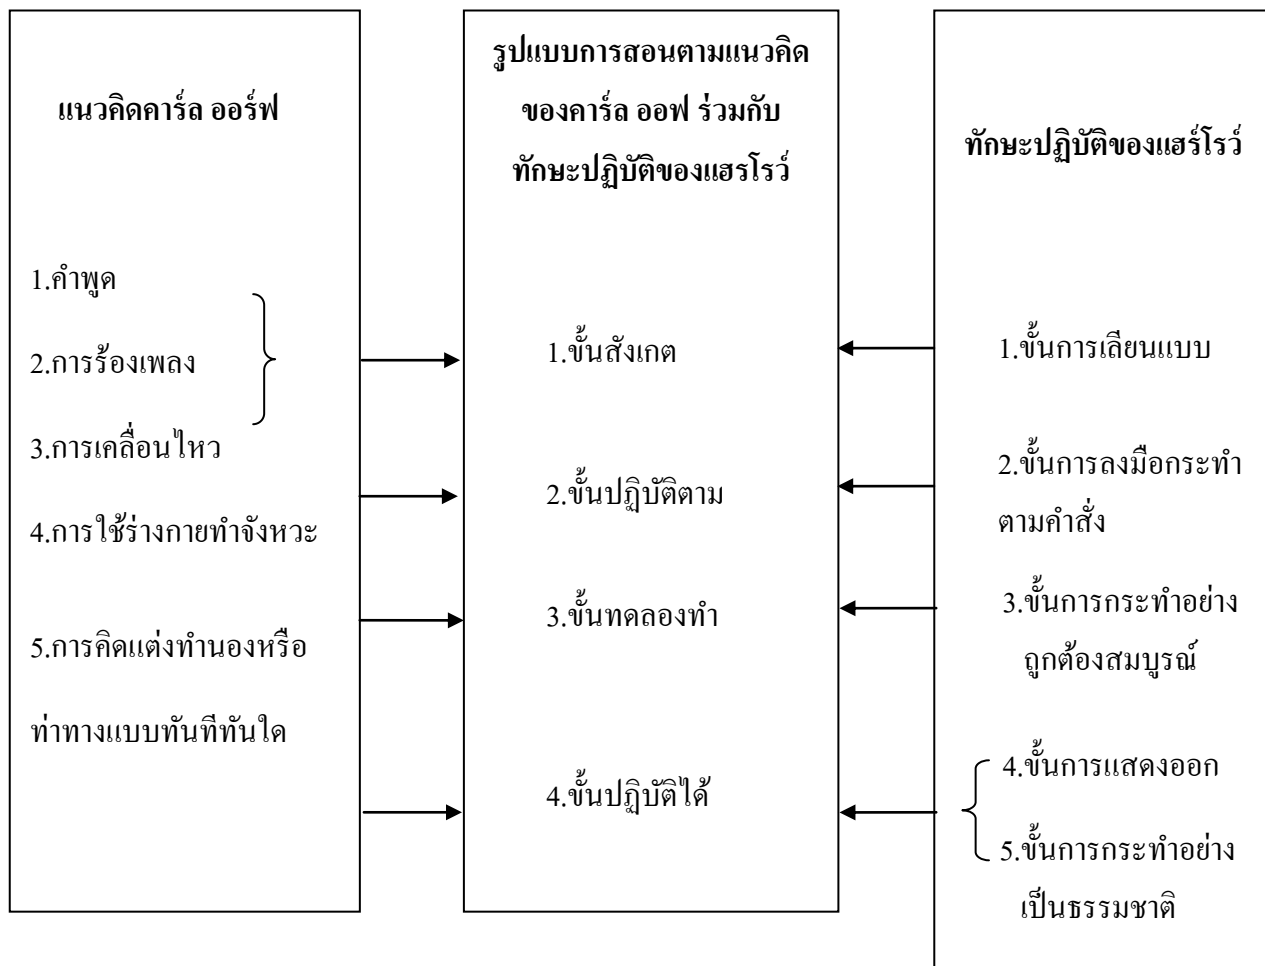 แนวคิดคาร์ล ออร์ฟ
1.คำพูด
2.การร้องเพลง
3.การเคลื่อนไหว
4.การใช้ร่างกายทำจังหวะ
5.การคิดแต่งทำนองหรือ
ท่าทางแบบทันทีทันใด
รูปแบบการสอนตามแนวคิด
ของคาร์ล ออฟ ร่วมกับ
ทักษะปฏิบัติของแฮรโรว์
1.ขั้นสังเกต
2.ขั้นปฏิบัติตาม
3.ขั้นทดลองทำ
4.ขั้นปฏิบัติได้
ทักษะปฏิบัติของแฮร์โรว์
1.ขั้นการเลียนแบบ
2.ขั้นการลงมือกระทำ
ตามคำสั่ง
3.ขั้นการกระทำอย่าง
ถูกต้องสมบูรณ์
4.ขั้นการแสดงออก
5.ขั้นการกระทำอย่าง
เป็นธรรมชาติ